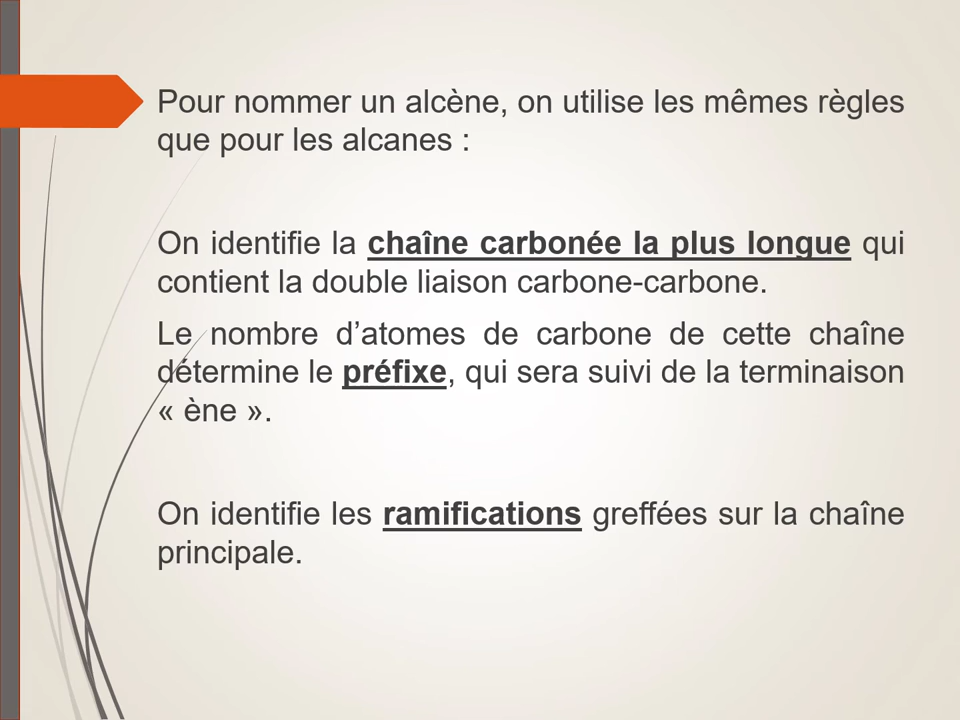 Pour nommer un alcène, on utilise les mêmes règles
que pour les alcanes :
On identifie la chaîne carbonée la plus longue qui
contient la double liaison carbone-carbone.
Le nombre d’atomes de carbone de cette chaîne
détermine le préfixe, qui sera suivi de la terminaison
« ène ».
On identifie les ramifications greffées sur la chaîne
principale.